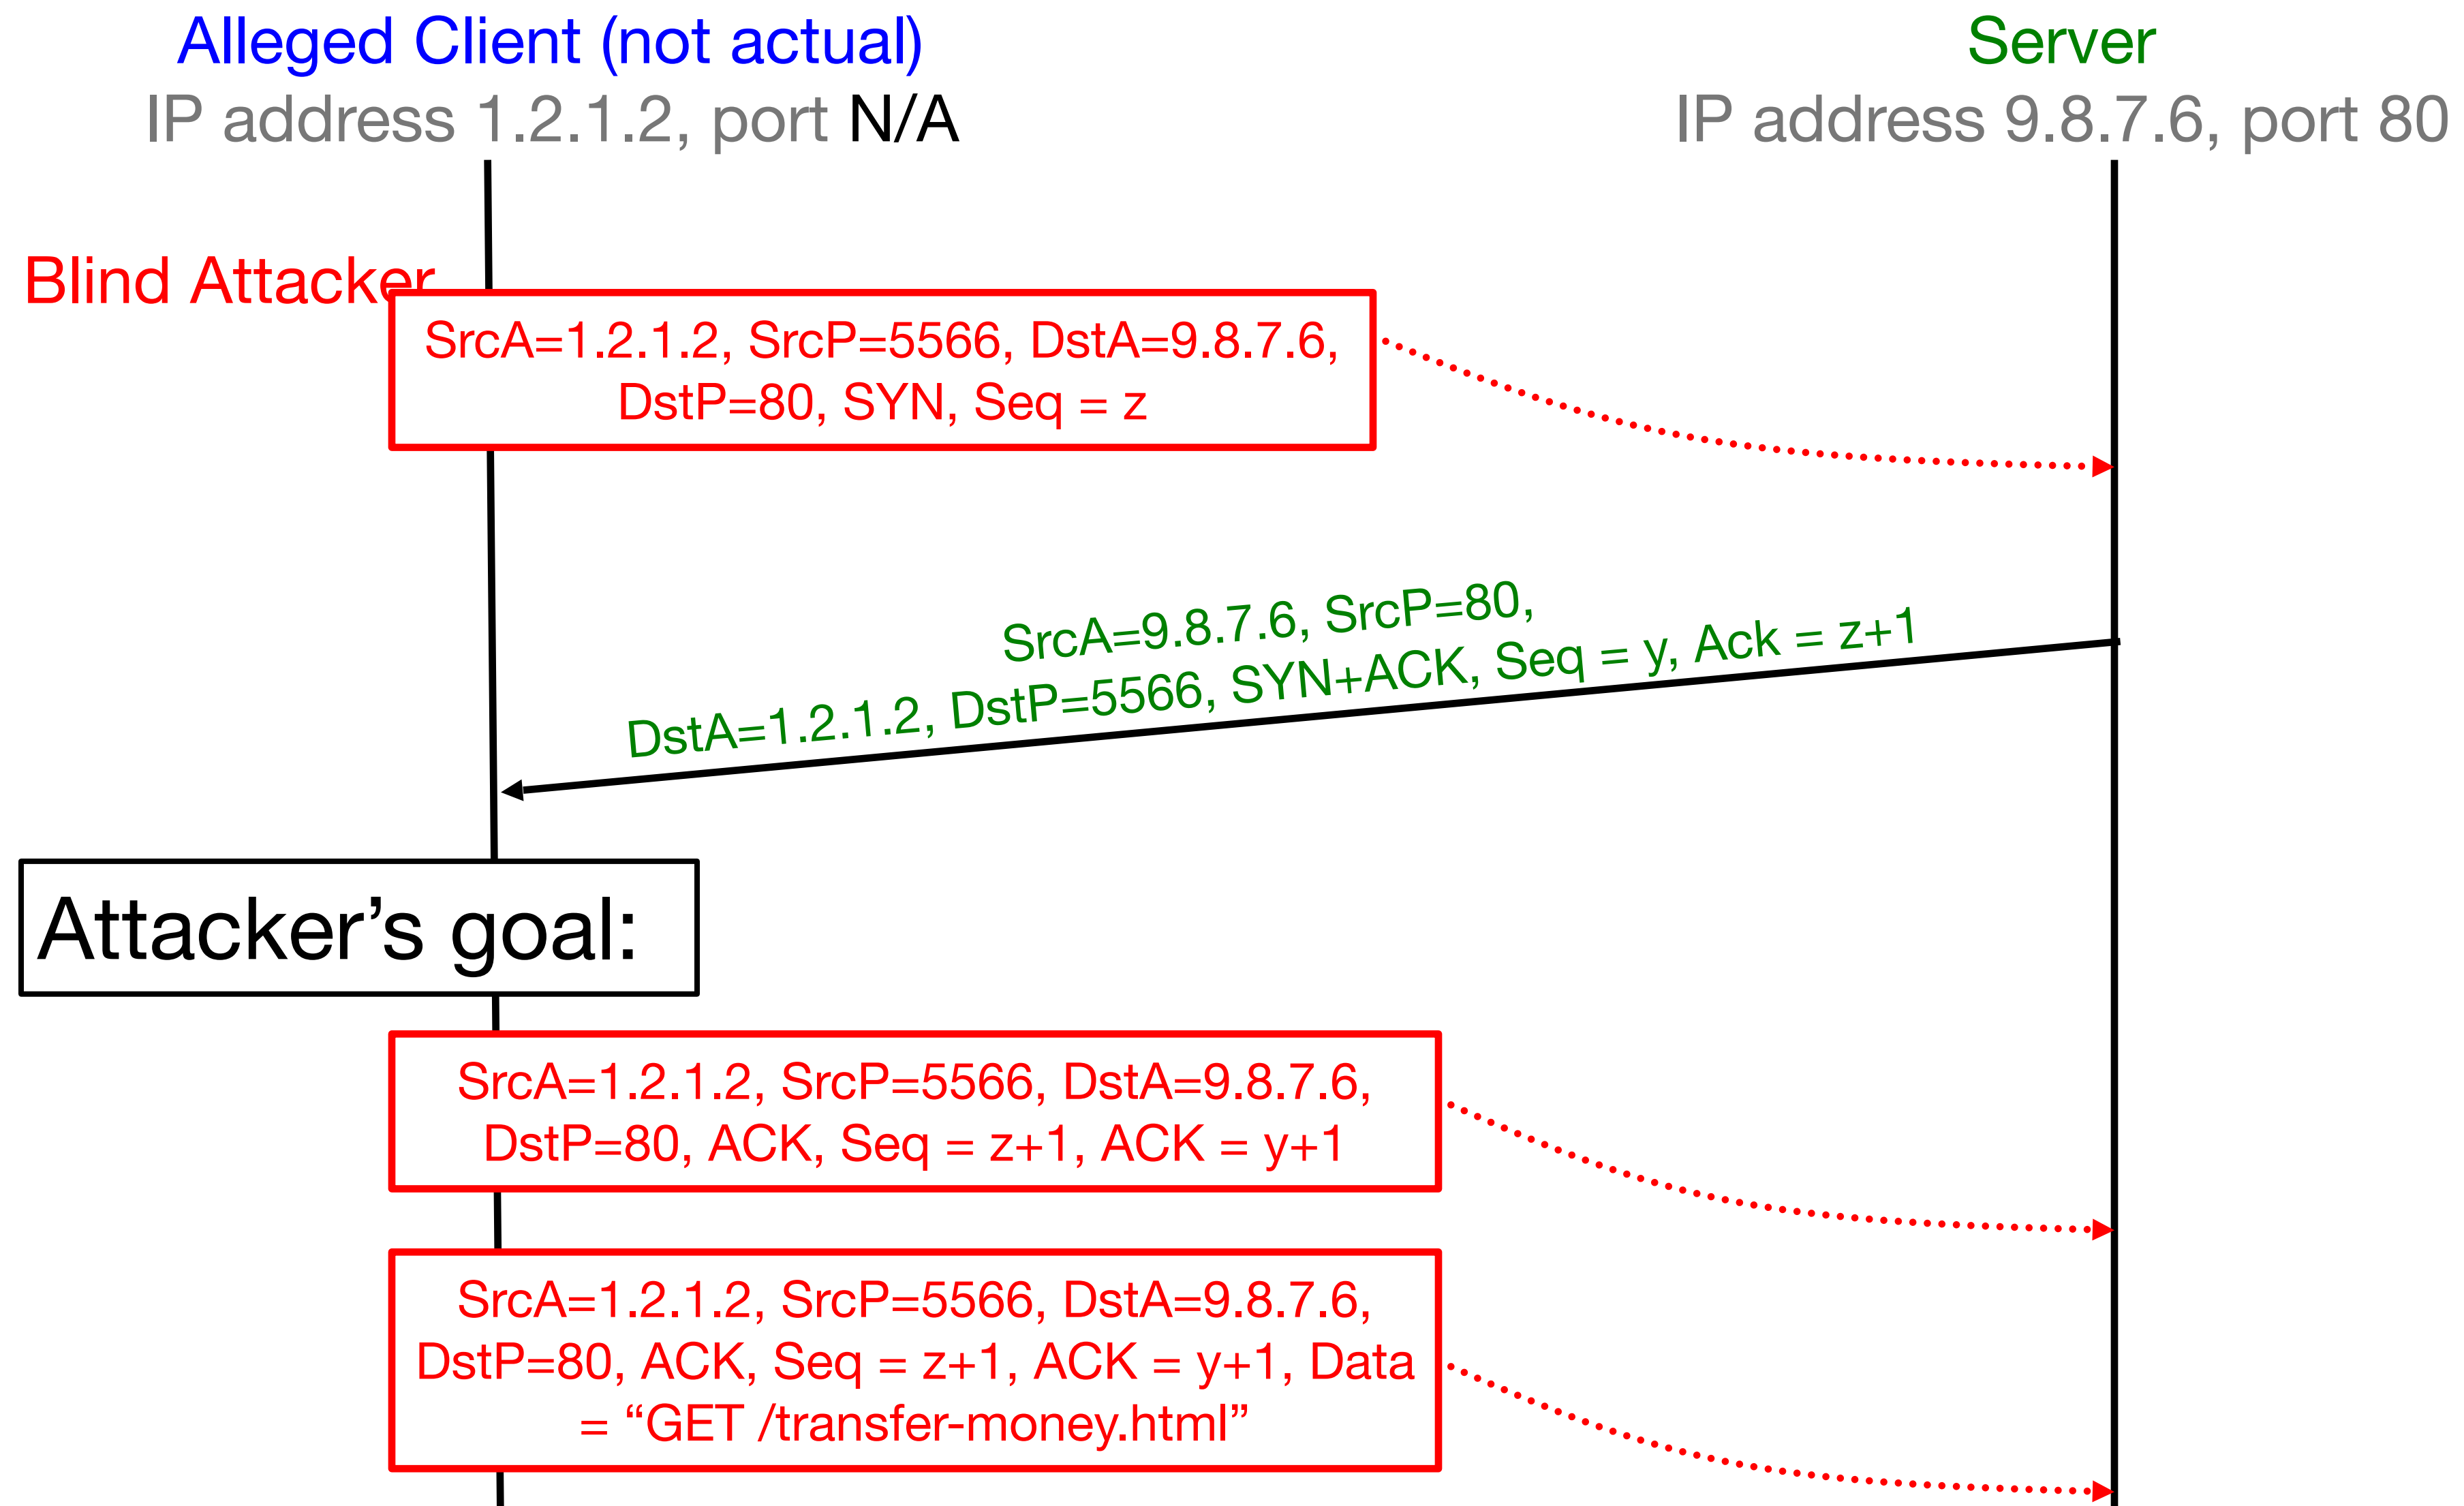 Alleged Client (not actual)
IP address 1.2.1.2, port N/A
Server
IP address 9.8.7.6, port 80
Blind Attacker
SrcA=1.2.1.2, SrcP=5566, DstA=9.8.7.6,
DstP=80, SYN, Seq = z
SrcA=9.8.7.6, SrcP=80,
DstA=1.2.1.2, DstP=5566, SYN+ACK, Seq = y, Ack = z+1
Attacker’s goal:
SrcA=1.2.1.2, SrcP=5566, DstA=9.8.7.6,
DstP=80, ACK, Seq = z+1, ACK = y+1
SrcA=1.2.1.2, SrcP=5566, DstA=9.8.7.6,
DstP=80, ACK, Seq = z+1, ACK = y+1, Data
= “GET /transfer-money.html”